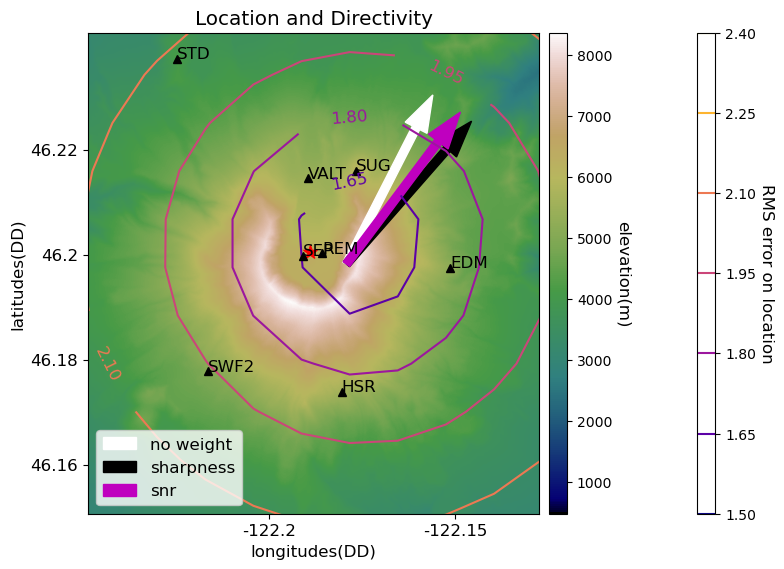 Location and Directivity
STD
1.95
1.80
VALT
SUG
1.65
SEP
REM
EDM
2.10
SWF2
HSR
no weight
sharpness
snr
46.22
46.2
46.18
46.16
latitudes(DD)
-122.2
-122.15
longitudes(DD)
8000
7000
6000
5000
4000
3000
2000
1000
elevation(m)
2.40
2.25
2.10
1.95
1.80
1.65
1.50
RMS error on location